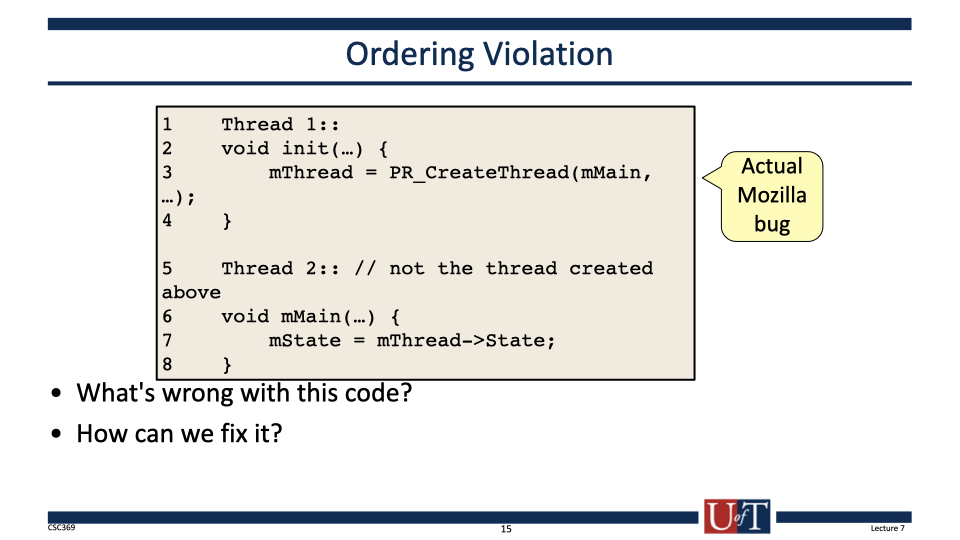 Ordering Violation
1 Thread 1::
2 void init(…) {
3 mThread = PR_CreateThread(mMain,
…);
4 }
5 Thread 2:: // not the thread created
above
6 void mMain(…) {
7 mState = mThread->State;
8 }
Actual
Mozilla
bug
• What's wrong with this code?
• How can we fix it?
CSC369
15
U of T
Lecture 7